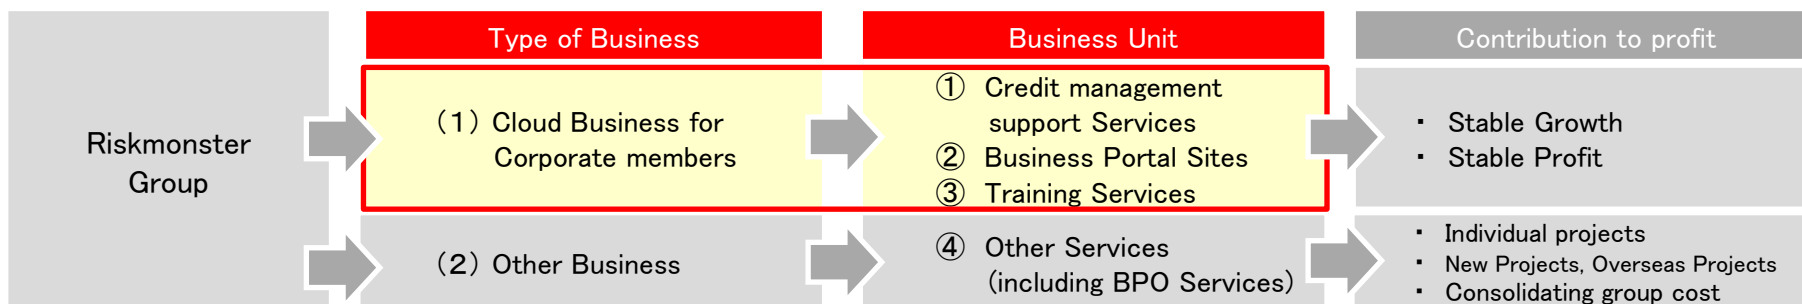 Type of Business
Business Unit
Contribution to profit
Riskmonster
Group
（1）Cloud Business for
Corporate members
① Credit management
support Services
② Business Portal Sites
③ Training Services
・ Stable Growth
・ Stable Profit
（2）Other Business
④ Other Services
(including BPO Services)
・ Individual projects
・ New Projects, Overseas Projects
・ Consolidating group cost